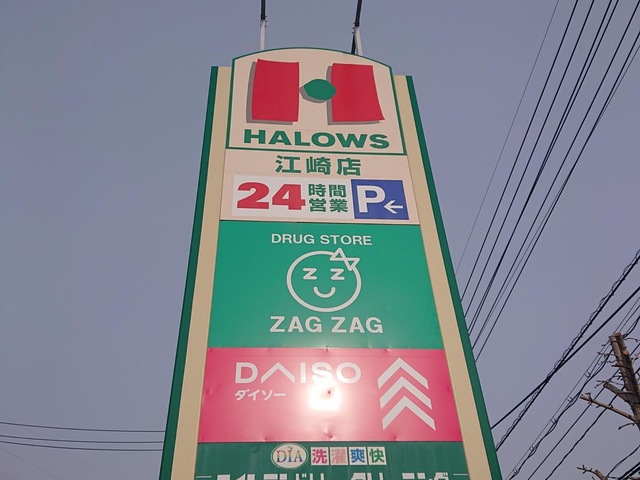 HALOWS
江崎店
24時間営業 P
DRUG STORE
ZZ
ZAG ZAG
DAISO
ダイソー
DIA 洗濯爽快